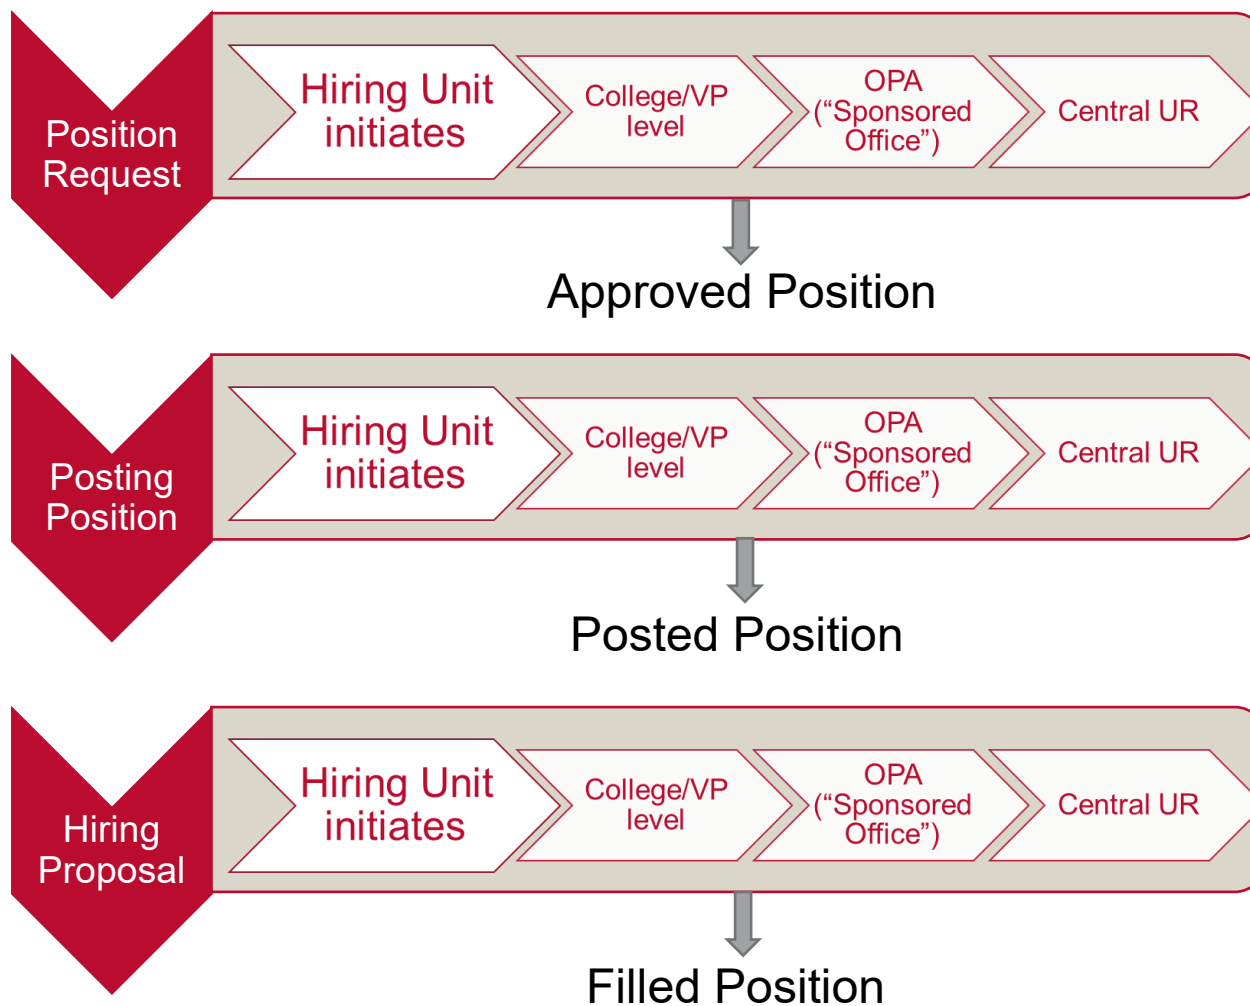 Position
Request
Hiring Unit
initiates
College/VP
level
OPA
(“Sponsored
Office”)
Central UR
Approved Position
Posting
Position
Hiring Unit
initiates
College/VP
level
OPA
(“Sponsored
Office”)
Central UR
Posted Position
Hiring
Proposal
Hiring Unit
initiates
College/VP
level
OPA
(“Sponsored
Office”)
Central UR
Filled Position